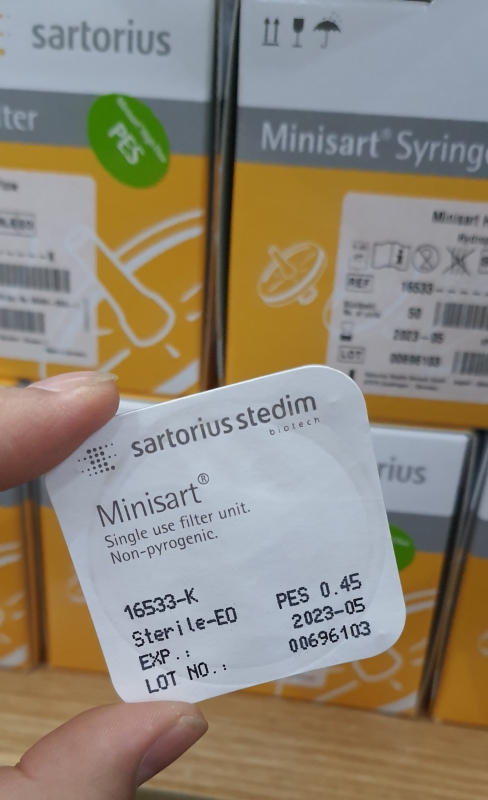 sartorius
PES
Minisart® Syringe
Minisart
REF 16533
50
2023-05
LOT 00696103
sartorius stedim
biotech
Minisart®
Single use filter unit.
Non-pyrogenic.
16533-K PES 0.45
Sterile-EO 2023-05
EXP.: 00696103
LOT NO.: